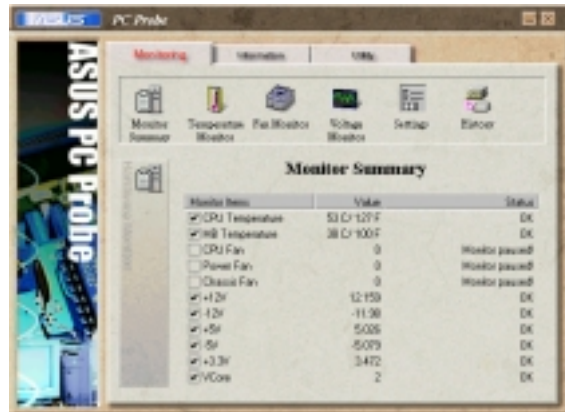 ASUS PC Probe
Monitoring Information Utility
Monitor Summary Temperature Monitor Fan Monitor Voltage Monitor Settings History
ASUS PC Probe
Hardware Monitor
Monitor Summary
Monitor Items Value Status
CPU Temperature 53 C/ 127 F OK
MB Temperature 38 C/ 100 F OK
CPU Fan 0 Monitor paused!
Power Fan 0 Monitor paused!
Chassis Fan 0 Monitor paused!
+12V 12.159 OK
-12V -11.98 OK
+5V 5.026 OK
-5V -5.079 OK
+3.3V 3.472 OK
VCore 2 OK